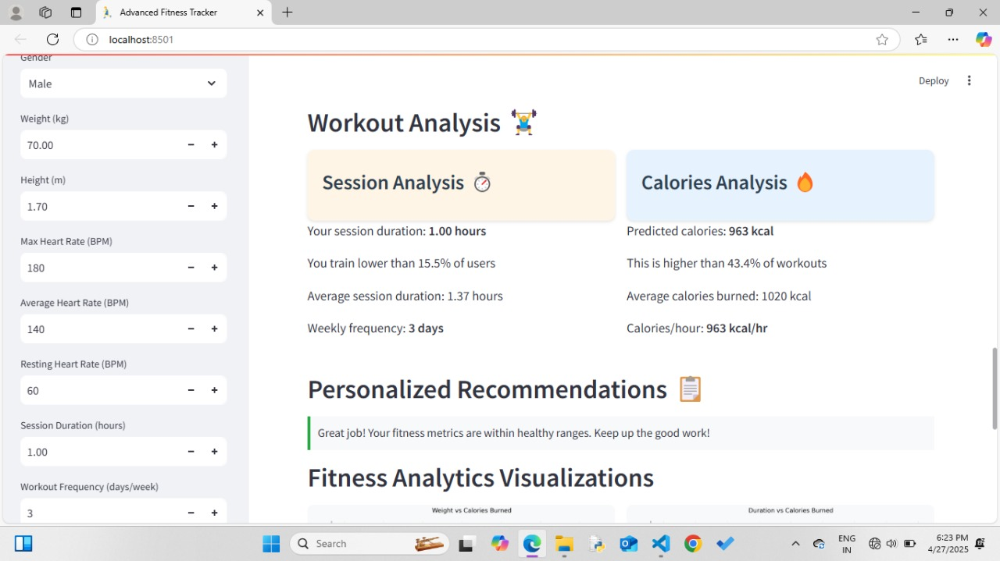 Advanced Fitness Tracker
localhost:8501
Deploy
Gender
Male
Weight (kg)
70.00
Height (m)
1.70
Max Heart Rate (BPM)
180
Average Heart Rate (BPM)
140
Resting Heart Rate (BPM)
60
Session Duration (hours)
1.00
Workout Frequency (days/week)
3
Workout Analysis
Session Analysis
Your session duration: 1.00 hours
You train lower than 15.5% of users
Average session duration: 1.37 hours
Weekly frequency: 3 days
Calories Analysis
Predicted calories: 963 kcal
This is higher than 43.4% of workouts
Average calories burned: 1020 kcal
Calories/hour: 963 kcal/hr
Personalized Recommendations
Great job! Your fitness metrics are within healthy ranges. Keep up the good work!
Fitness Analytics Visualizations
Weight vs Calories Burned
Duration vs Calories Burned
Search
ENG
IN
6:23 PM
4/27/2025